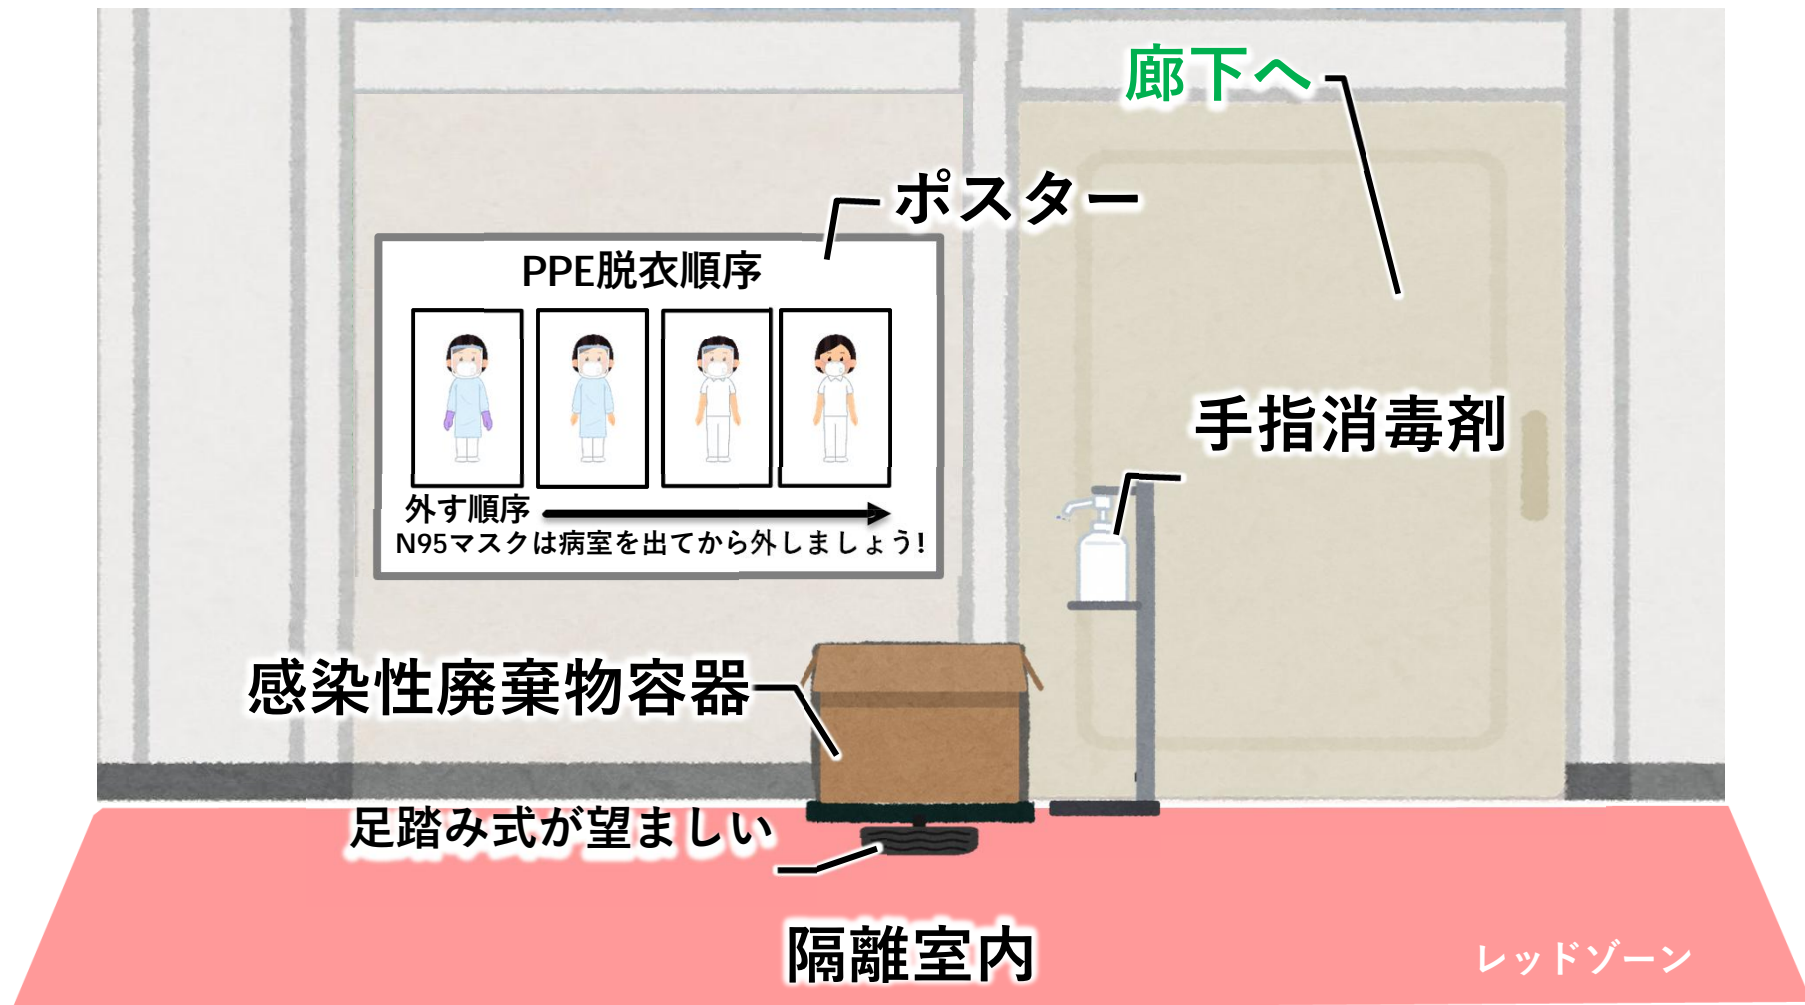 廊下へ
ポスター
PPE脱衣順序
外す順序
N95マスクは病室を出てから外しましょう!
手指消毒剤
感染性廃棄物容器
足踏み式が望ましい
隔離室内
レッドゾーン